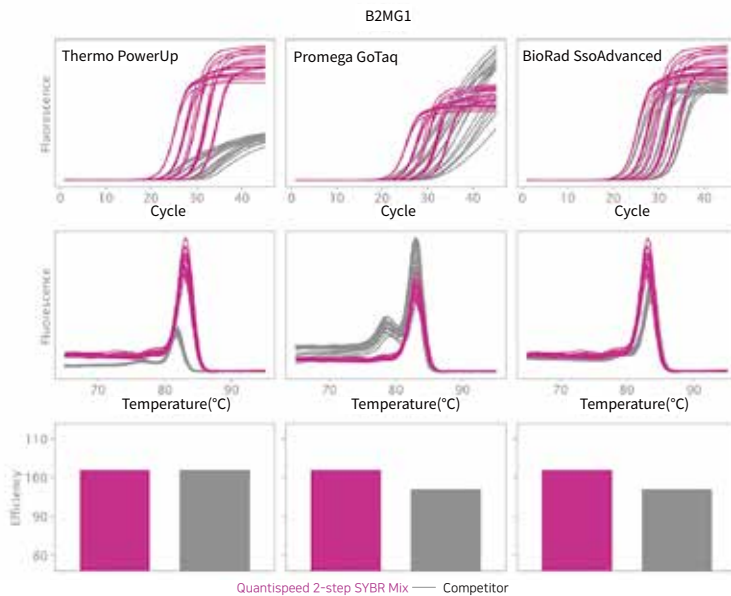 B2MG1
Thermo PowerUp Promega GoTaq BioRad SsoAdvanced
Fluorescence
0 10 20 30 40 0 10 20 30 40 0 10 20 30 40
Cycle Cycle Cycle
Fluorescence
70 80 90 70 80 90 70 80 90
Temperature(°C) Temperature(°C) Temperature(°C)
110
100
Efficiency
90
80
Quantispeed 2-step SYBR Mix Competitor